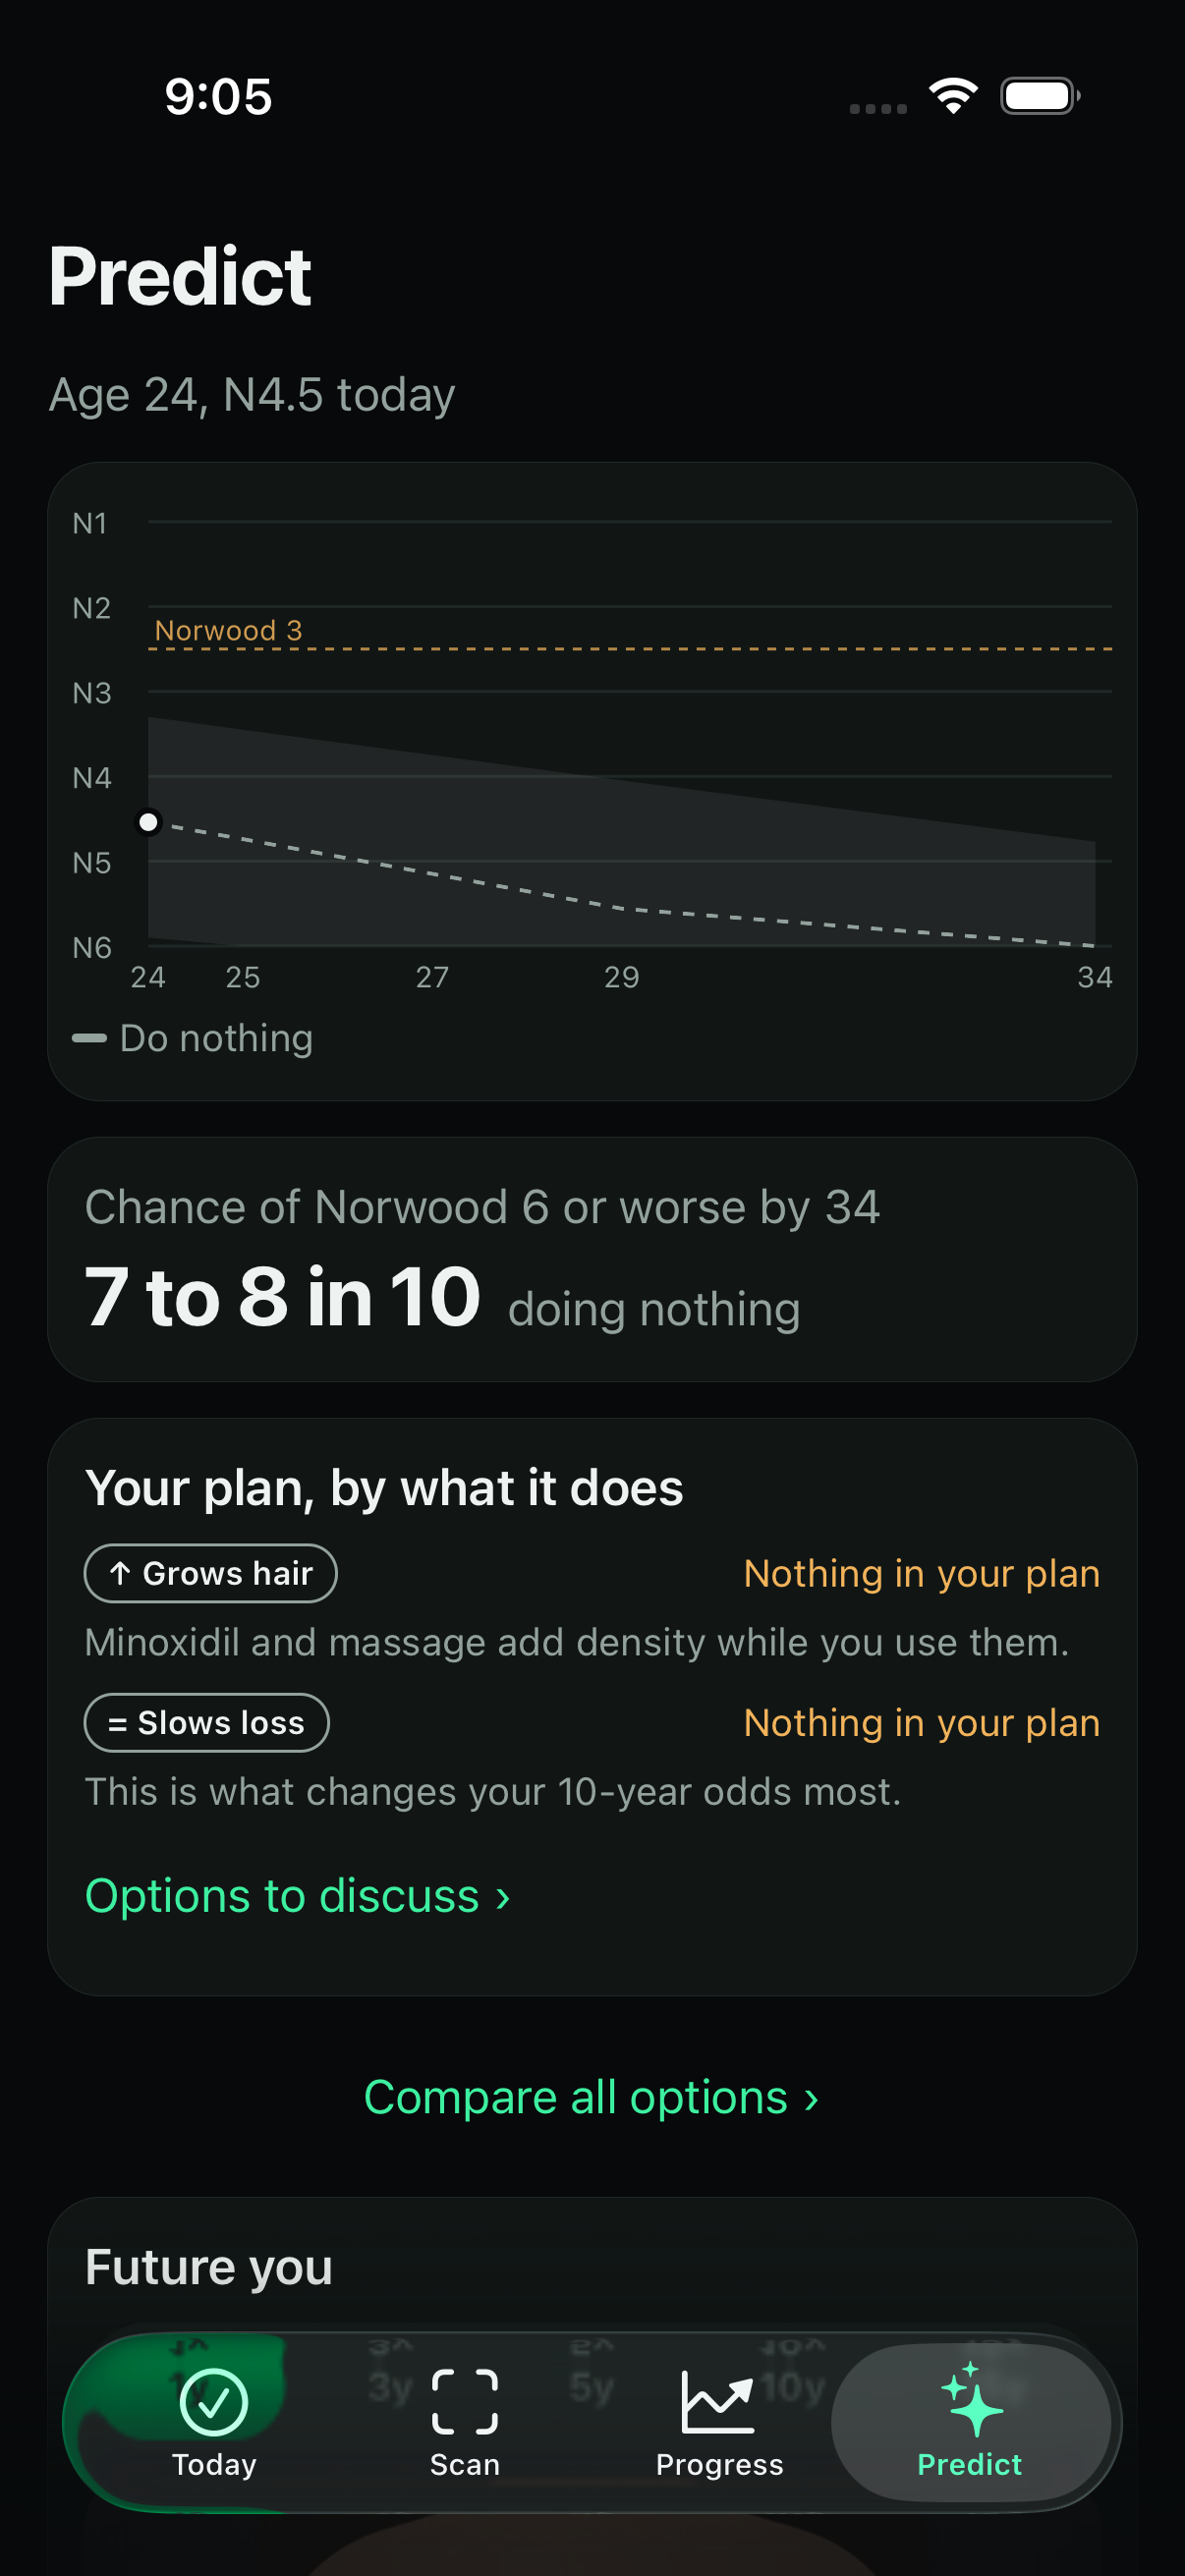 9:05
Predict
Age 24, N4.5 today
N1
N2
Norwood 3
N3
N4
N5
N6
24 25 27 29 34
Do nothing
Chance of Norwood 6 or worse by 34
7 to 8 in 10 doing nothing
Your plan, by what it does
↑ Grows hair Nothing in your plan
Minoxidil and massage add density while you use them.
= Slows loss Nothing in your plan
This is what changes your 10-year odds most.
Options to discuss ›
Compare all options ›
Future you
1y 3y 5y 10y
Today Scan Progress Predict